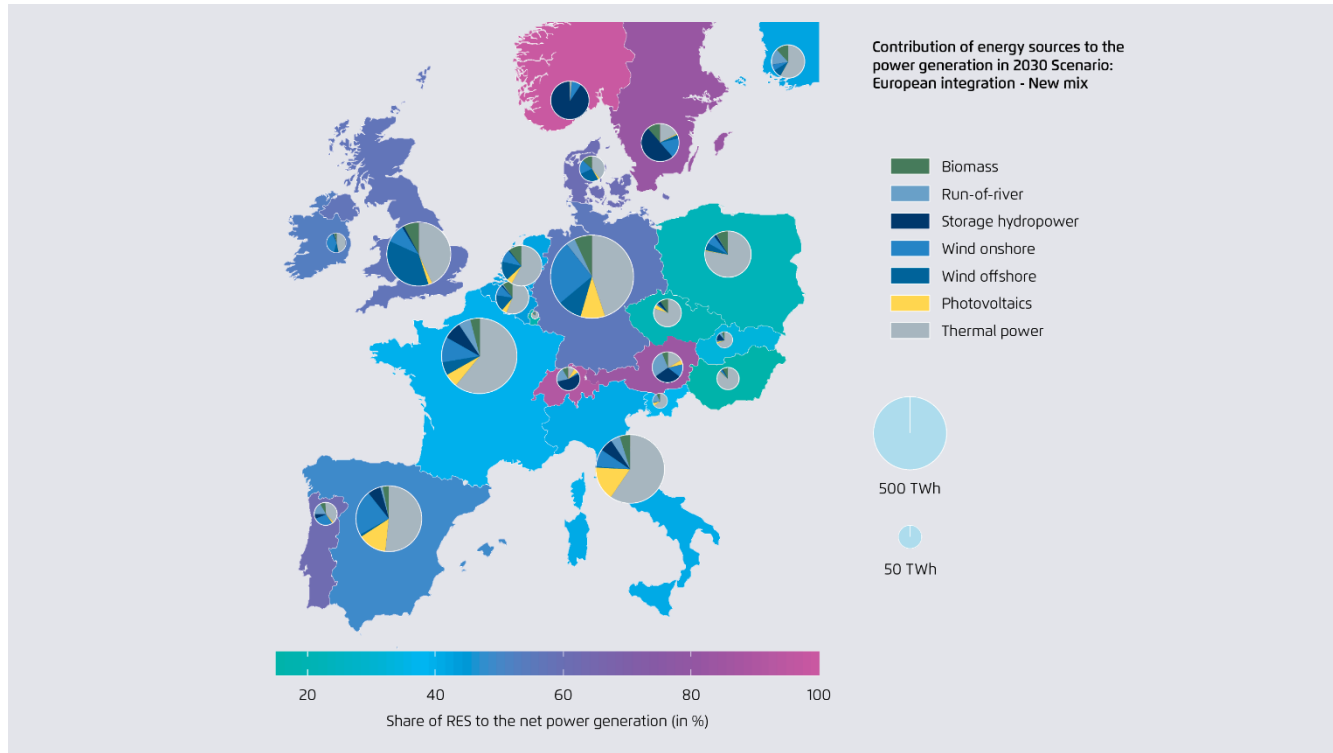 Contribution of energy sources to the
power generation in 2030 Scenario:
European integration - New mix
Biomass
Run-of-river
Storage hydropower
Wind onshore
Wind offshore
Photovoltaics
Thermal power
500 TWh
50 TWh
20 40 60 80 100
Share of RES to the net power generation (in %)